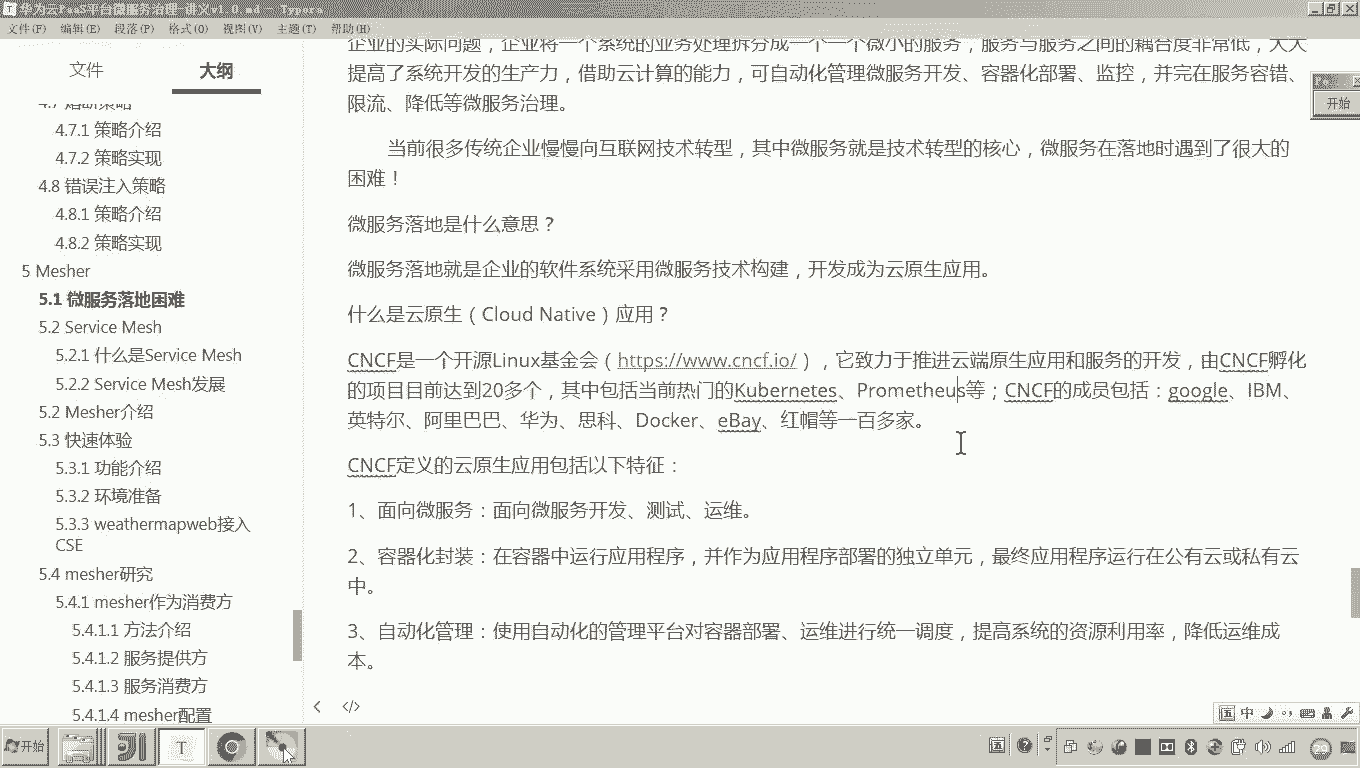 华为云PaaS平台微服务治理-讲义v1.0.md - Typora
文件(F) 编辑(E) 段落(P) 格式(O) 视图(V) 主题(T) 帮助(H)
文件 大纲
4.7 熔断策略
4.7.1 策略介绍
4.7.2 策略实现
4.8 错误注入策略
4.8.1 策略介绍
4.8.2 策略实现
5 Mesher
5.1 微服务落地困难
5.2 Service Mesh
5.2.1 什么是Service Mesh
5.2.2 Service Mesh发展
5.2 Mesher介绍
5.3 快速体验
5.3.1 功能介绍
5.3.2 环境准备
5.3.3 weathermapweb接入
CSE
5.4 mesher研究
5.4.1 mesher作为消费方
5.4.1.1 方法介绍
5.4.1.2 服务提供方
5.4.1.3 服务消费方
5.4.1.4 mesher配置
企业的实际问题，企业将一个系统的业务处理拆分成一个一个微小的服务，服务与服务之间的耦合度非常低，大大
提高了系统开发的生产力，借助云计算的能力，可自动化管理微服务开发、容器化部署、监控，并完在服务容错、
限流、降低等微服务治理。
当前很多传统企业慢慢向互联网技术转型，其中微服务就是技术转型的核心，微服务在落地时遇到了很大的
困难！
微服务落地是什么意思？
微服务落地就是企业的软件系统采用微服务技术构建，开发成为云原生应用。
什么是云原生（Cloud Native）应用？
CNCF是一个开源Linux基金会（https://www.cncf.io/），它致力于推进云端原生应用和服务的开发，由CNCF孵化
的项目目前达到20多个，其中包括当前热门的Kubernetes、Prometheus等；CNCF的成员包括：google、IBM、
英特尔、阿里巴巴、华为、思科、Docker、eBay、红帽等一百多家。
CNCF定义的云原生应用包括以下特征：
1、面向微服务：面向微服务开发、测试、运维。
2、容器化封装：在容器中运行应用程序，并作为应用程序部署的独立单元，最终应用程序运行在公有云或私有云
中。
3、自动化管理：使用自动化的管理平台对容器部署、运维进行统一调度，提高系统的资源利用率，降低运维成
本。
开始
五 中
开始
五
20